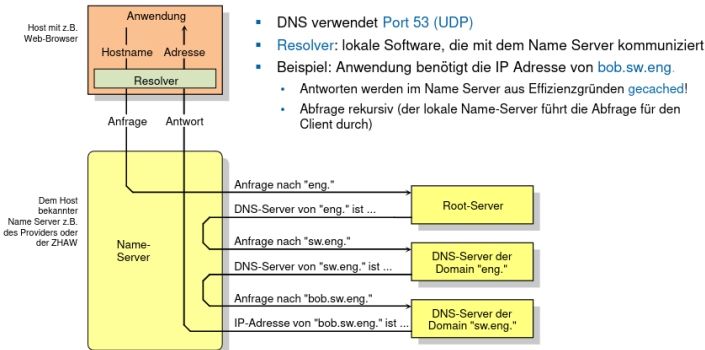 Host mit z.B.
Web-Browser
Anwendung
Hostname Adresse
Resolver
Anfrage Antwort
DNS verwendet Port 53 (UDP)
Resolver: lokale Software, die mit dem Name Server kommuniziert
Beispiel: Anwendung benötigt die IP Adresse von bob.sw.eng.
Antworten werden im Name Server aus Effizienzgründen gecached!
Abfrage rekursiv (der lokale Name-Server führt die Abfrage für den
Client durch)
Dem Host
bekannter
Name Server z.B.
des Providers oder
der ZHAW
Name-
Server
Anfrage nach "eng."
DNS-Server von "eng." ist ...
Root-Server
Anfrage nach "sw.eng."
DNS-Server von "sw.eng." ist ...
DNS-Server der
Domain "eng."
Anfrage nach "bob.sw.eng."
IP-Adresse von "bob.sw.eng." ist ...
DNS-Server der
Domain "sw.eng."